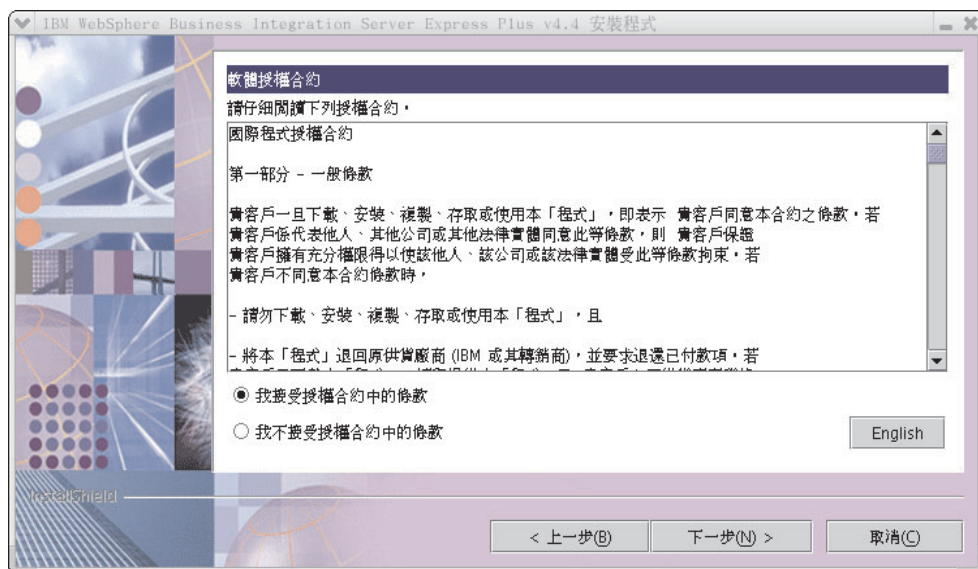 IBM WebSphere Business Integration Server Express Plus v4.4 安裝程式
軟體授權合約
請仔細閱讀下列授權合約。
國際程式授權合約
第一部分 - 一般條款
貴客戶一旦下載、安裝、複製、存取或使用本「程式」，即表示 貴客戶同意本合約之條款。若
貴客戶係代表他人、其他公司或其他法律實體同意此等條款，則 貴客戶保證
貴客戶擁有充分權限得以使該他人、該公司或該法律實體受此等條款拘束。若
貴客戶不同意本合約條款時，
- 請勿下載、安裝、複製、存取或使用本「程式」，且
- 將本「程式」退回原供貨廠商 (IBM 或其轉銷商)，並要求退還已付款項。若
我接受授權合約中的條款
我不接受授權合約中的條款
English
InstallShield
< 上一步(B)
下一步(N) >
取消(C)